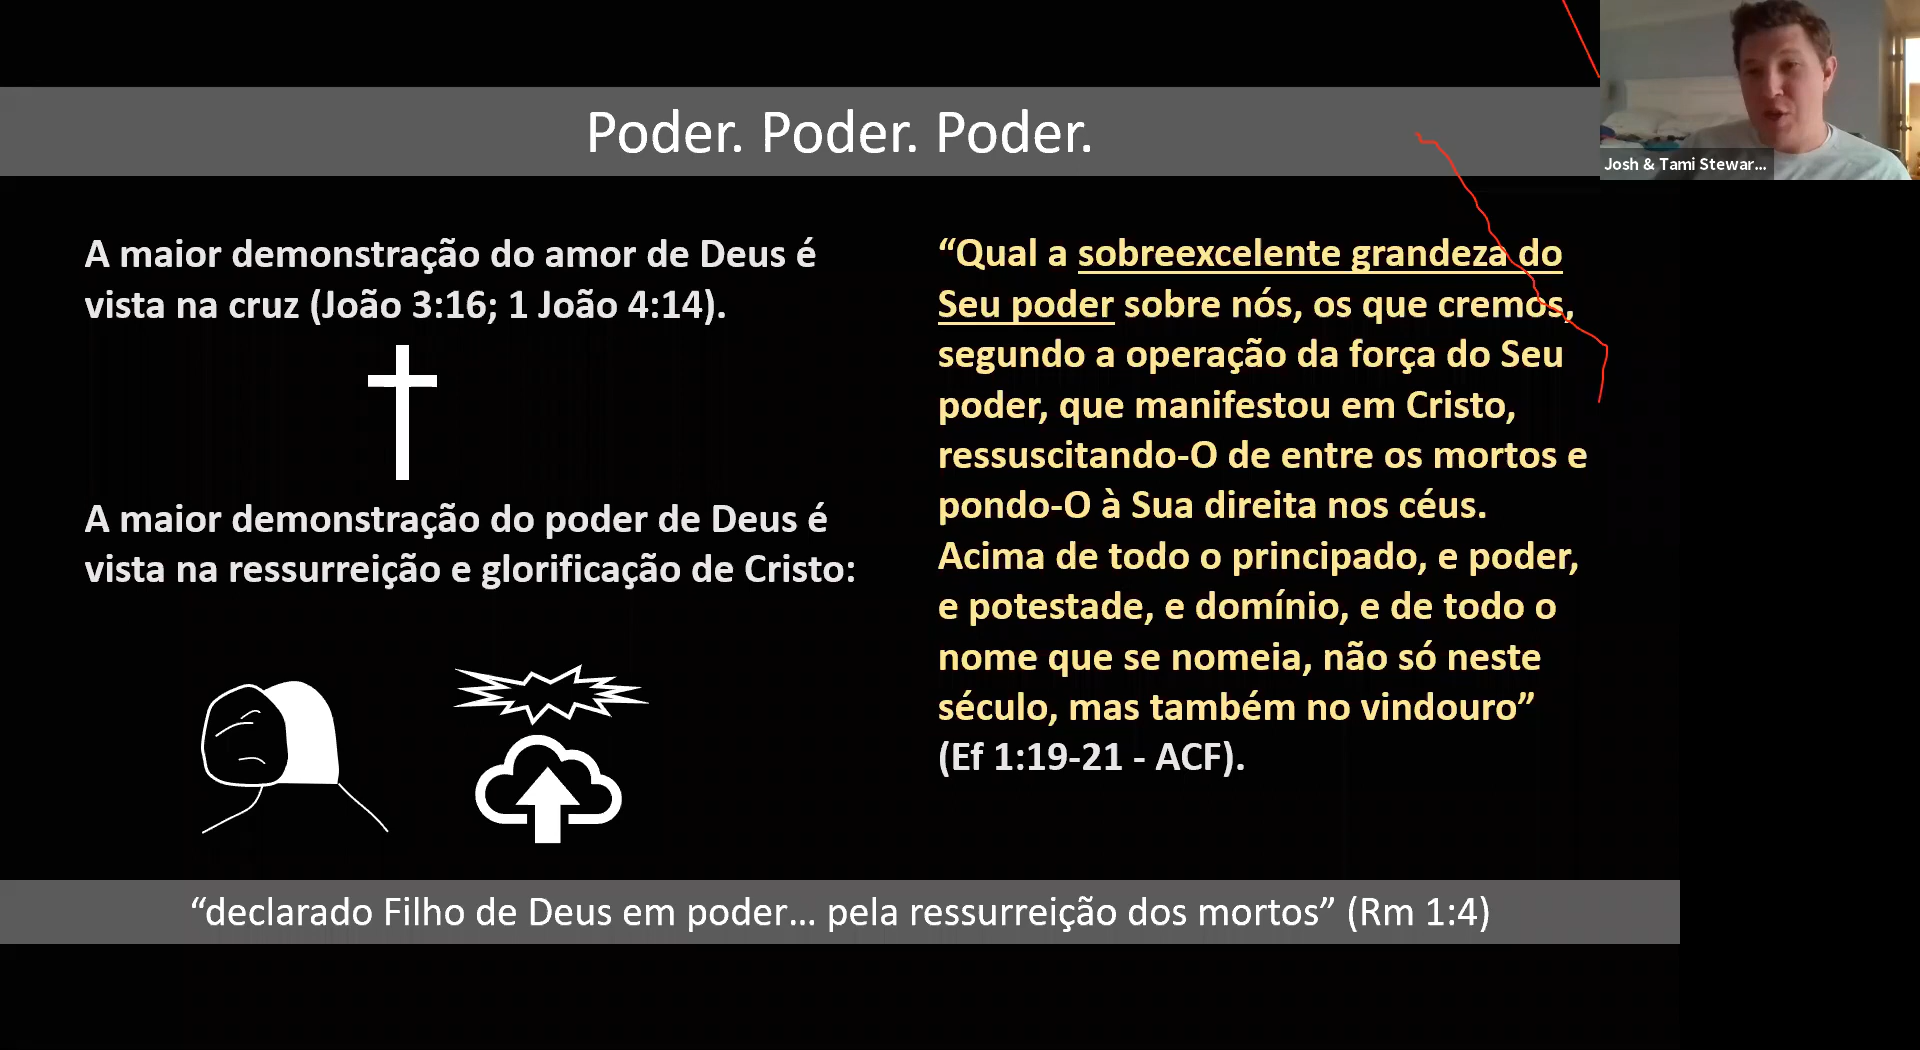 Poder. Poder. Poder.
Josh & Tami Stewar...
A maior demonstração do amor de Deus é
vista na cruz (João 3:16; 1 João 4:14).
A maior demonstração do poder de Deus é
vista na ressurreição e glorificação de Cristo:
“Qual a sobreexcelente grandeza do
Seu poder sobre nós, os que cremos,
segundo a operação da força do Seu
poder, que manifestou em Cristo,
ressuscitando-O de entre os mortos e
pondo-O à Sua direita nos céus.
Acima de todo o principado, e poder,
e potestade, e domínio, e de todo o
nome que se nomeia, não só neste
século, mas também no vindouro”
(Ef 1:19-21 - ACF).
“declarado Filho de Deus em poder... pela ressurreição dos mortos” (Rm 1:4)